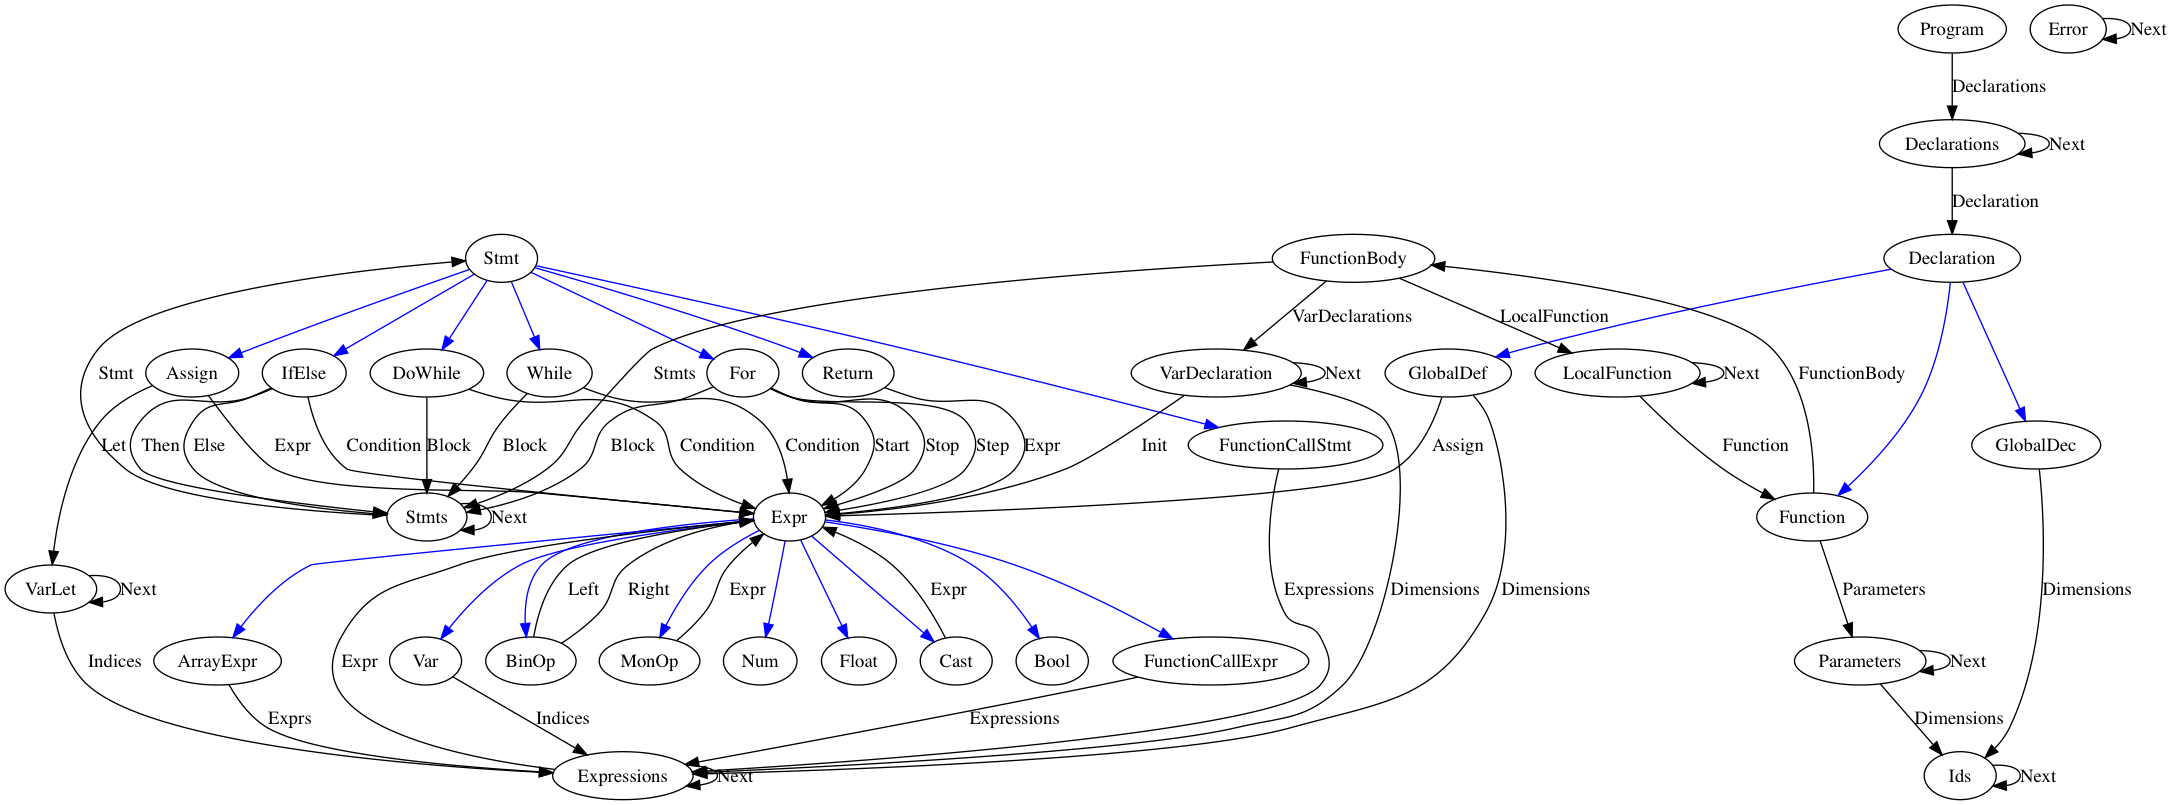 Program
Error
Next
Declarations
Declarations
Next
Declaration
Stmt
FunctionBody
Declaration
VarDeclarations
LocalFunction
Stmt
Assign
IfElse
DoWhile
While
Stmts
For
Return
VarDeclaration
Next
GlobalDef
LocalFunction
Next
FunctionBody
Let
Then
Else
Expr
Condition
Block
Block
Block
Condition
Condition
Start
Stop
Step
Expr
Init
FunctionCallStmt
Assign
Function
GlobalDec
Stmts
Next
Expr
Function
VarLet
Next
Left
Right
Expr
Expr
Expressions
Dimensions
Dimensions
Parameters
Dimensions
Indices
ArrayExpr
Expr
Var
BinOp
MonOp
Num
Float
Cast
Bool
FunctionCallExpr
Parameters
Next
Exprs
Indices
Expressions
Dimensions
Expressions
Next
Ids
Next